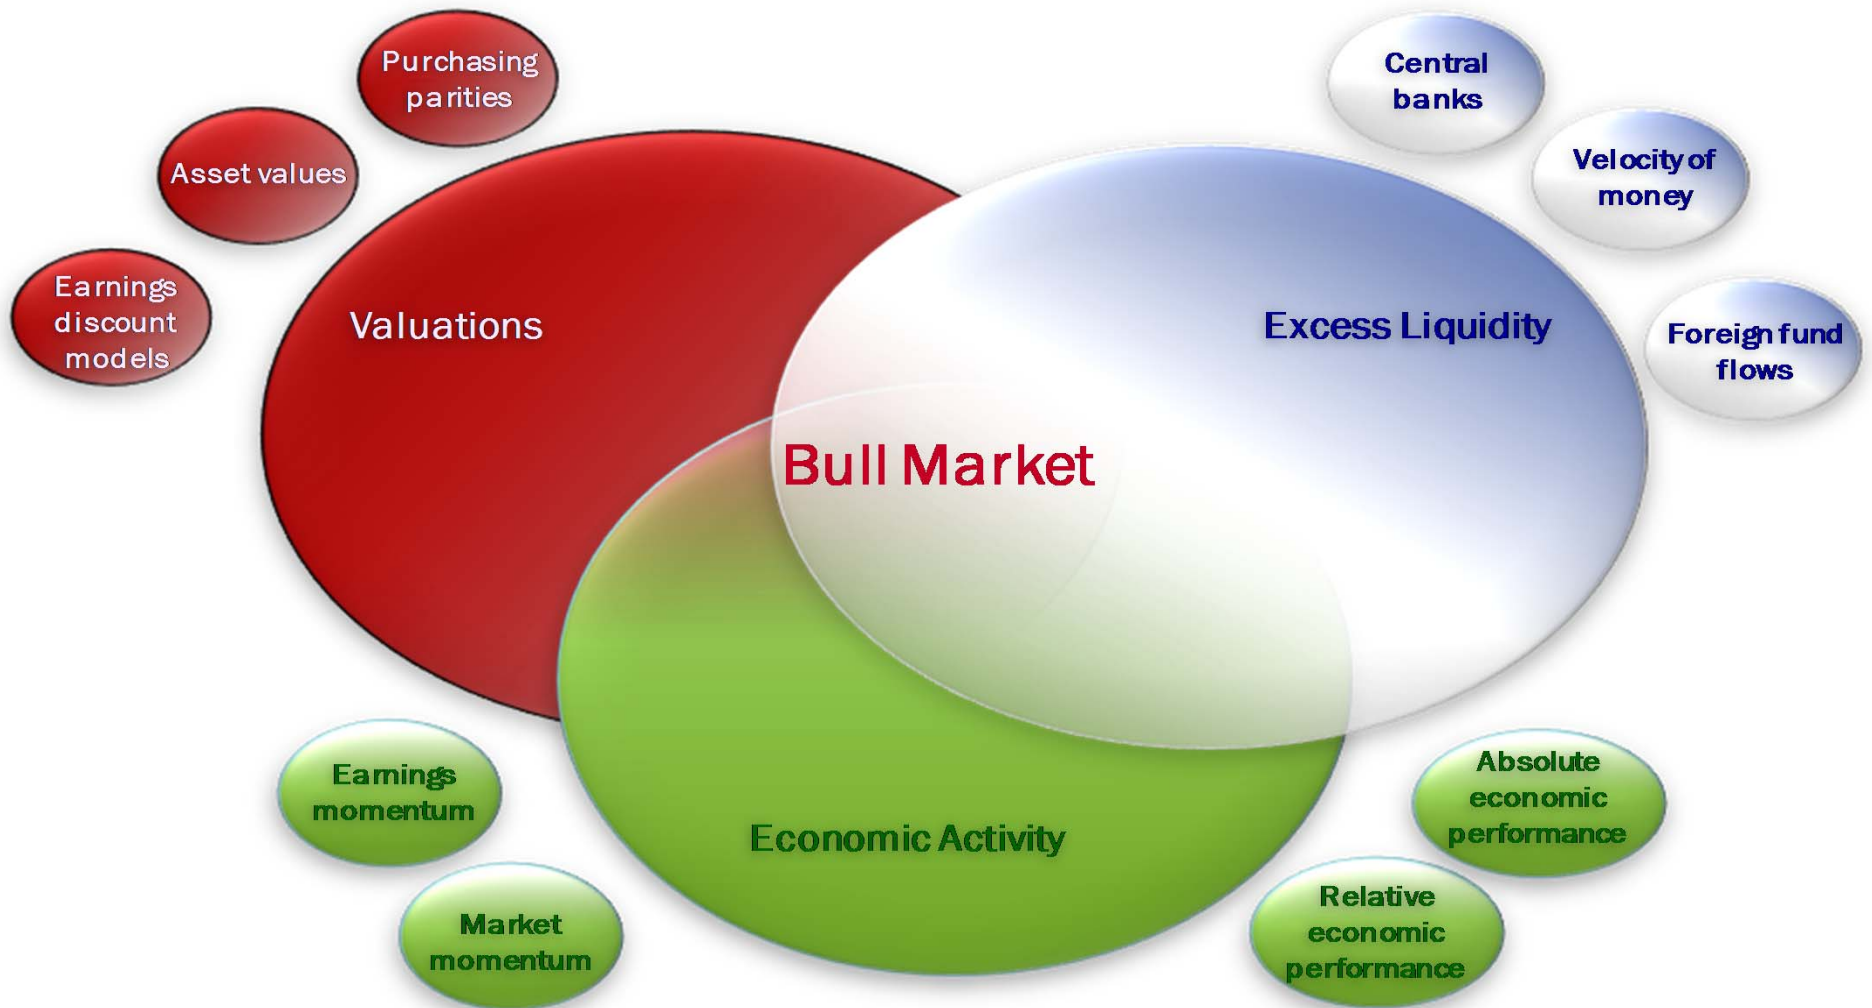 Purchasing
parities
Asset values
Earnings
discount
models
Valuations
Central
banks
Velocity of
money
Foreign fund
flows
Excess Liquidity
Bull Market
Earnings
momentum
Market
momentum
Economic Activity
Absolute
economic
performance
Relative
economic
performance